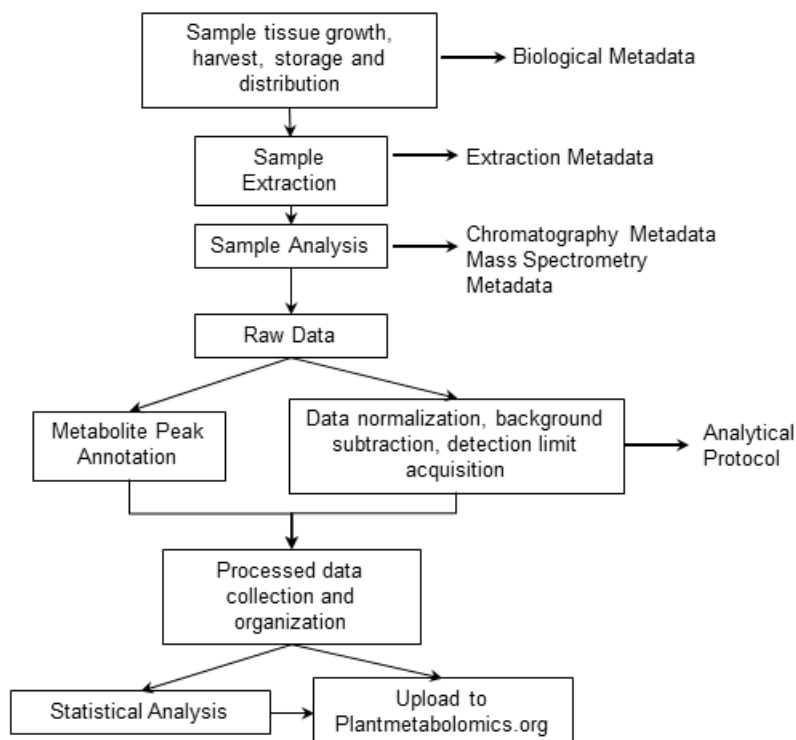 Sample tissue growth,
harvest, storage and
distribution
Biological Metadata
Sample
Extraction
Extraction Metadata
Sample Analysis
Chromatography Metadata
Mass Spectrometry
Metadata
Raw Data
Metabolite Peak
Annotation
Data normalization, background
subtraction, detection limit
acquisition
Analytical
Protocol
Processed data
collection and
organization
Statistical Analysis
Upload to
Plantmetabolomics.org